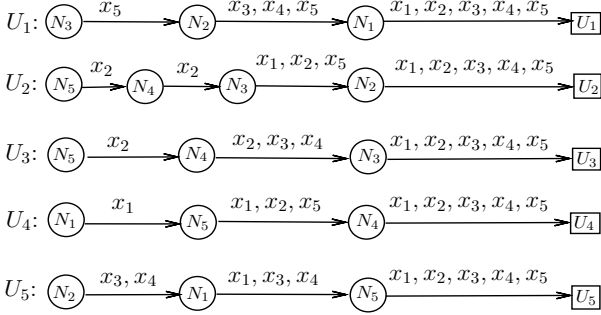 U₁: N₃ x₅ N₂ x₃, x₄, x₅ N₁ x₁, x₂, x₃, x₄, x₅ U₁
U₂: N₅ x₂ N₄ x₂ N₃ x₁, x₂, x₅ N₂ x₁, x₂, x₃, x₄, x₅ U₂
U₃: N₅ x₂ N₄ x₂, x₃, x₄ N₃ x₁, x₂, x₃, x₄, x₅ U₃
U₄: N₁ x₁ N₅ x₁, x₂, x₅ N₄ x₁, x₂, x₃, x₄, x₅ U₄
U₅: N₂ x₃, x₄ N₁ x₁, x₃, x₄ N₅ x₁, x₂, x₃, x₄, x₅ U₅